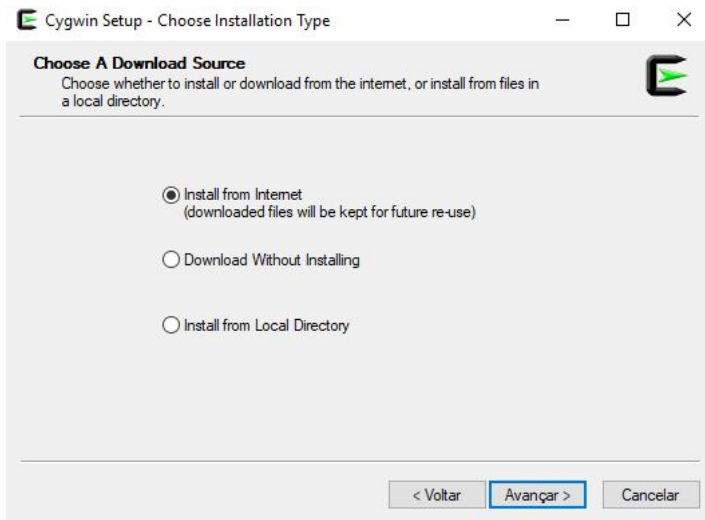 Cygwin Setup - Choose Installation Type
Choose A Download Source
Choose whether to install or download from the internet, or install from files in
a local directory.
Install from Internet
(downloaded files will be kept for future re-use)
Download Without Installing
Install from Local Directory
< Voltar
Avançar >
Cancelar